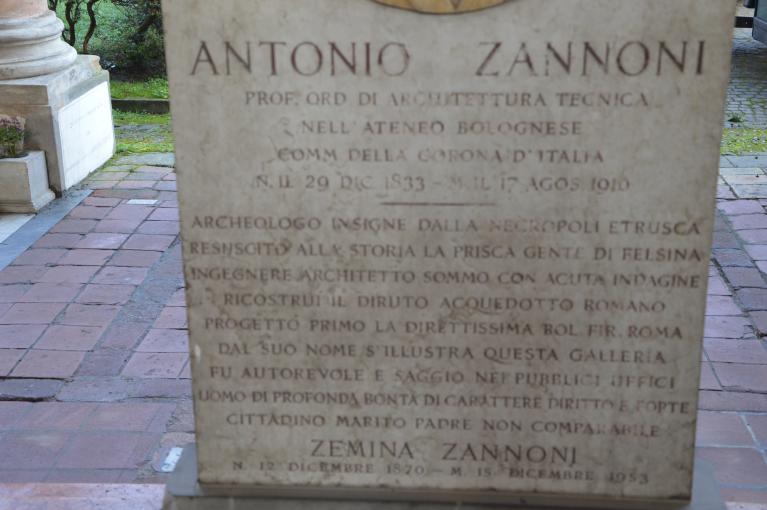 ANTONIO ZANNONI
PROF. ORD DI ARCHITETTURA TECNICA
NELL'ATENEO BOLOGNESE
COMM DELLA CORONA D'ITALIA
N. IL 29 DIC. 1833 - M. IL 17 AGOS 1910
ARCHEOLOGO INSIGNE DALLA NECROPOLI ETRUSCA
RESUSCITO ALLA STORIA LA PRISCA GENTE DI FELSINA
INGEGNERE ARCHITETTO SOMMO CON ACUTA INDAGINE
RICOSTRUI IL DIRUTO ACQUEDOTTO ROMANO
PROGETTO PRIMO LA DIRETTISSIMA BOL. FIR. ROMA
DAL SUO NOME S'ILLUSTRA QUESTA GALLERIA
FU AUTOREVOLE E SAGGIO NEI PUBBLICI UFFICI
UOMO DI PROFONDA BONTA DI CARATTERE DIRITTO E FORTE
CITTADINO MARITO PADRE NON COMPARABILE
ZEMINA ZANNONI
N. 12 DICEMBRE 1870 - M. 15 DICEMBRE 1953